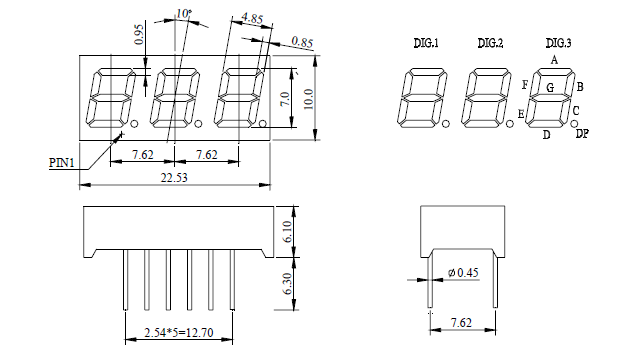 10°
4.85
0.95
0.85
7.0
10.0
PIN1
7.62
7.62
22.53
DIG.1
DIG.2
DIG.3
A
F
G
B
E
C
D
DP
6.10
6.30
2.54*5=12.70
Ø0.45
7.62